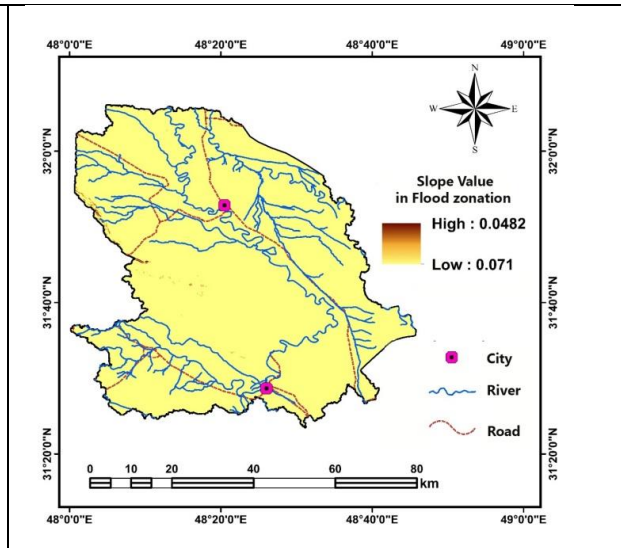 48°0'0"E 48°20'0"E 48°40'0"E 49°0'0"E
N
W E
S
32°0'0"N 32°0'0"N
Slope Value
in Flood zonation
High : 0.0482
Low : 0.071
31°40'0"N 31°40'0"N
City
River
Road
31°20'0"N 31°20'0"N
0 5 10 20 40 60 80
km
48°0'0"E 48°20'0"E 48°40'0"E 49°0'0"E